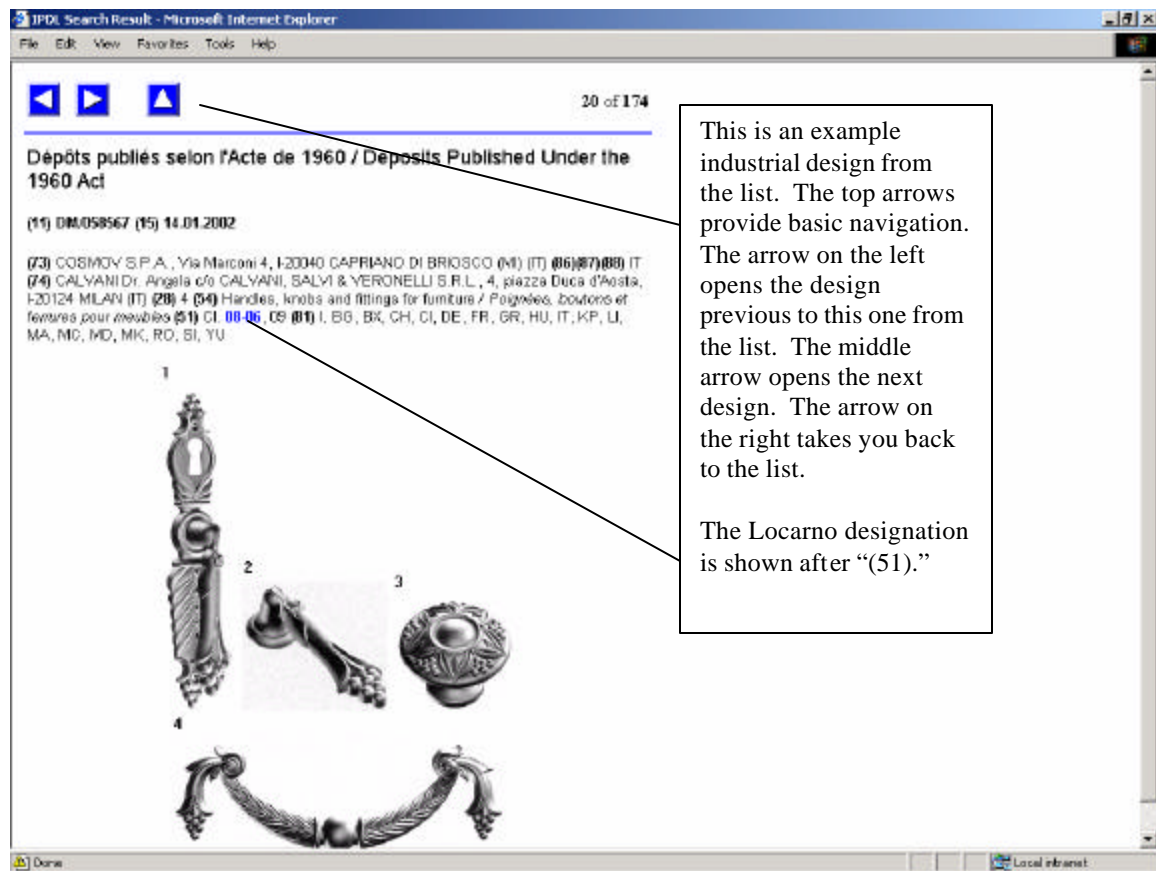 IPDL Search Result - Microsoft Internet Explorer
File Edit View Favorites Tools Help
20 of 174
Dépôts publiés selon l'Acte de 1960 / Deposits Published Under the
1960 Act
(11) DM/058567 (15) 14.01.2002
(73) COSMOV S.P.A., Via Marconi 4, I-20040 CAPRIANO DI BRIOSCO (MI) (IT) (86)(87)(88) IT
(74) CALVANI Dr. Angela c/o CALVANI, SALVI & VERONELLI S.R.L., 4, piazza Duca d'Aosta,
I-20124 MILAN (IT) (28) 4 (54) Handles, knobs and fittings for furniture / Poignées, boutons et
ferrures pour meubles (51) Cl. 08-06, 09 (81) I. BG, BX, CH, CI, DE, FR, GR, HU, IT, KP, LI,
MA, MC, MD, MK, RO, SI, YU
1
2
3
4
This is an example
industrial design from
the list. The top arrows
provide basic navigation.
The arrow on the left
opens the design
previous to this one from
the list. The middle
arrow opens the next
design. The arrow on
the right takes you back
to the list.
The Locarno designation
is shown after “(51).”
Done
Local intranet